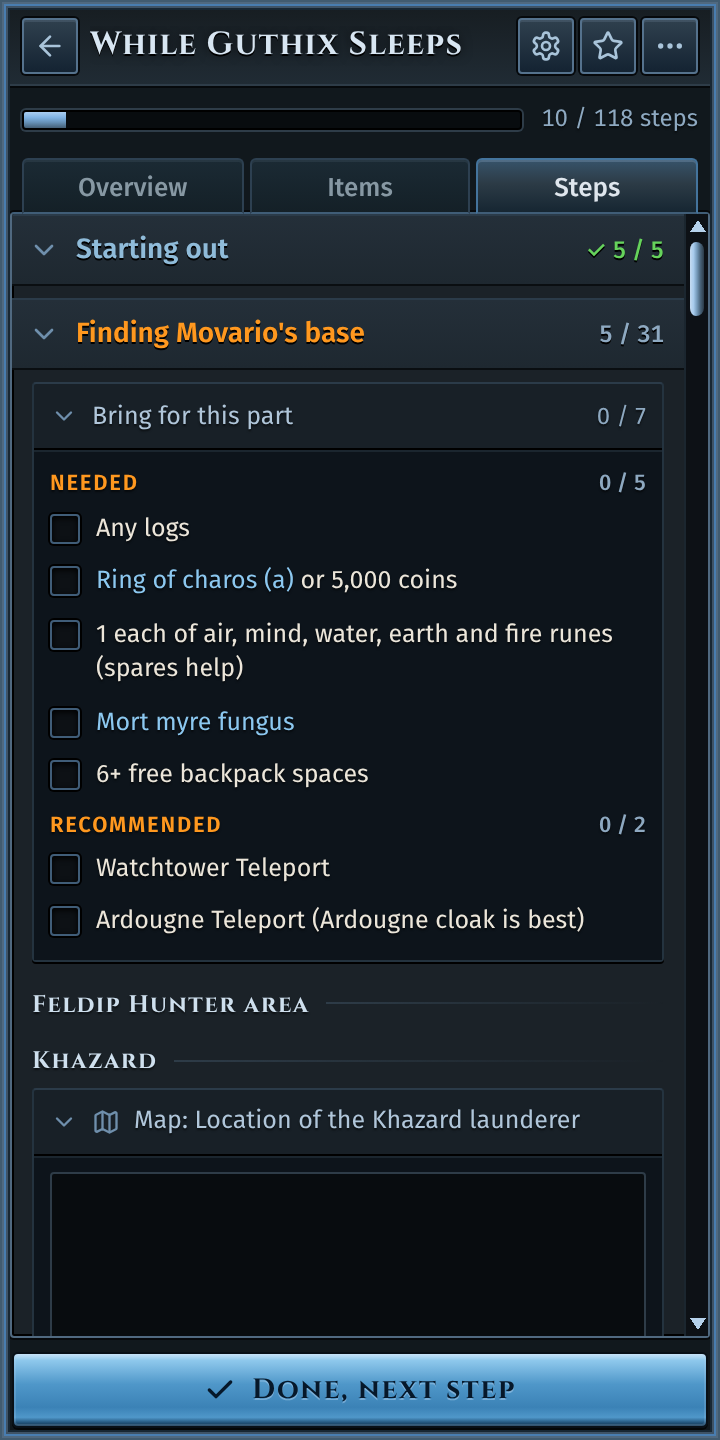 While Guthix Sleeps
10 / 118 steps
Overview
Items
Steps
Starting out
5 / 5
Finding Movario's base
5 / 31
Bring for this part
0 / 7
NEEDED
0 / 5
Any logs
Ring of charos (a) or 5,000 coins
1 each of air, mind, water, earth and fire runes
(spares help)
Mort myre fungus
6+ free backpack spaces
RECOMMENDED
0 / 2
Watchtower Teleport
Ardougne Teleport (Ardougne cloak is best)
Feldip Hunter area
Khazard
Map: Location of the Khazard launderer
Done, next step